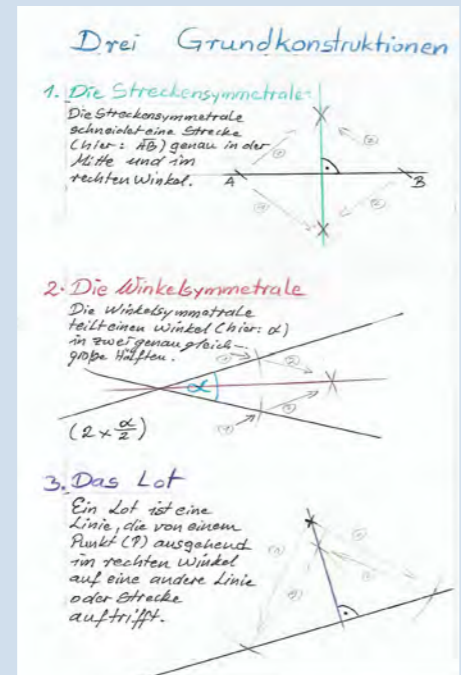 Drei Grundkonstruktionen
1. Die Streckensymmetrale:
Die Streckensymmetrale
schneidet eine Strecke
(hier: AB) genau in der
Mitte und im
rechten Winkel.
A
B
2. Die Winkelsymmetrale
Die Winkelsymmetrale
teilt einen Winkel (hier: α)
in zwei genau gleich-
große Hälften.
α
(2 × α/2)
3. Das Lot
Ein Lot ist eine
Linie, die von einem
Punkt (P) ausgehend
im rechten Winkel
auf eine andere Linie
oder Strecke
auftrifft.